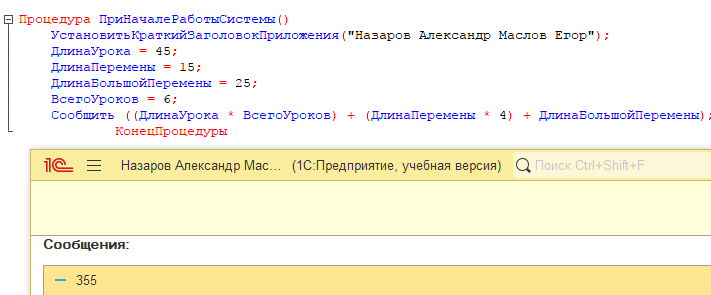 Процедура ПриНачалеРаботыСистемы()
УстановитьКраткийЗаголовокПриложения("Назаров Александр Маслов Егор");
ДлинаУрока = 45;
ДлинаПеремены = 15;
ДлинаБольшойПеремены = 25;
ВсегоУроков = 6;
Сообщить ((ДлинаУрока * ВсегоУроков) + (ДлинаПеремены * 4) + ДлинаБольшойПеремены);
КонецПроцедуры
1С Назаров Александр Мас... (1С:Предприятие, учебная версия) Поиск Ctrl+Shift+F
Сообщения:
355